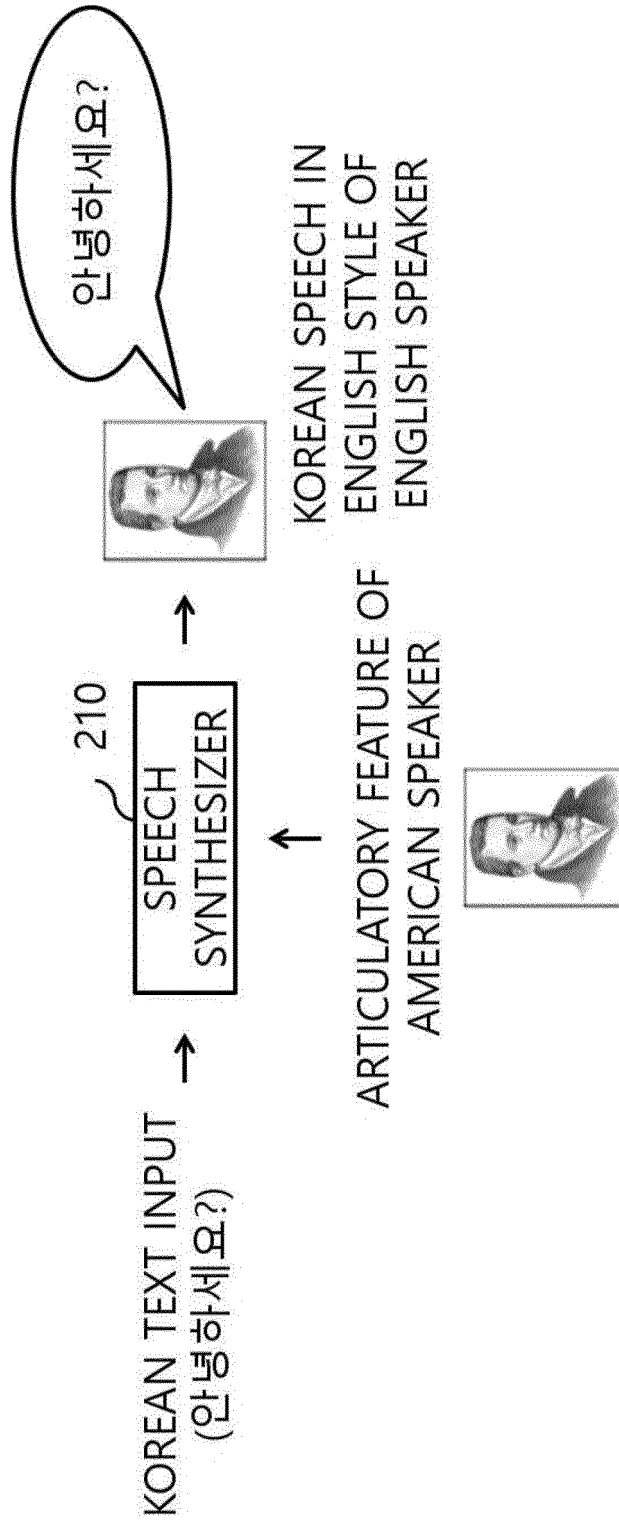 KOREAN TEXT INPUT
(안녕하세요?)
210
SPEECH
SYNTHESIZER
ARTICULATORY FEATURE OF
AMERICAN SPEAKER
안녕하세요?
KOREAN SPEECH IN
ENGLISH STYLE OF
ENGLISH SPEAKER